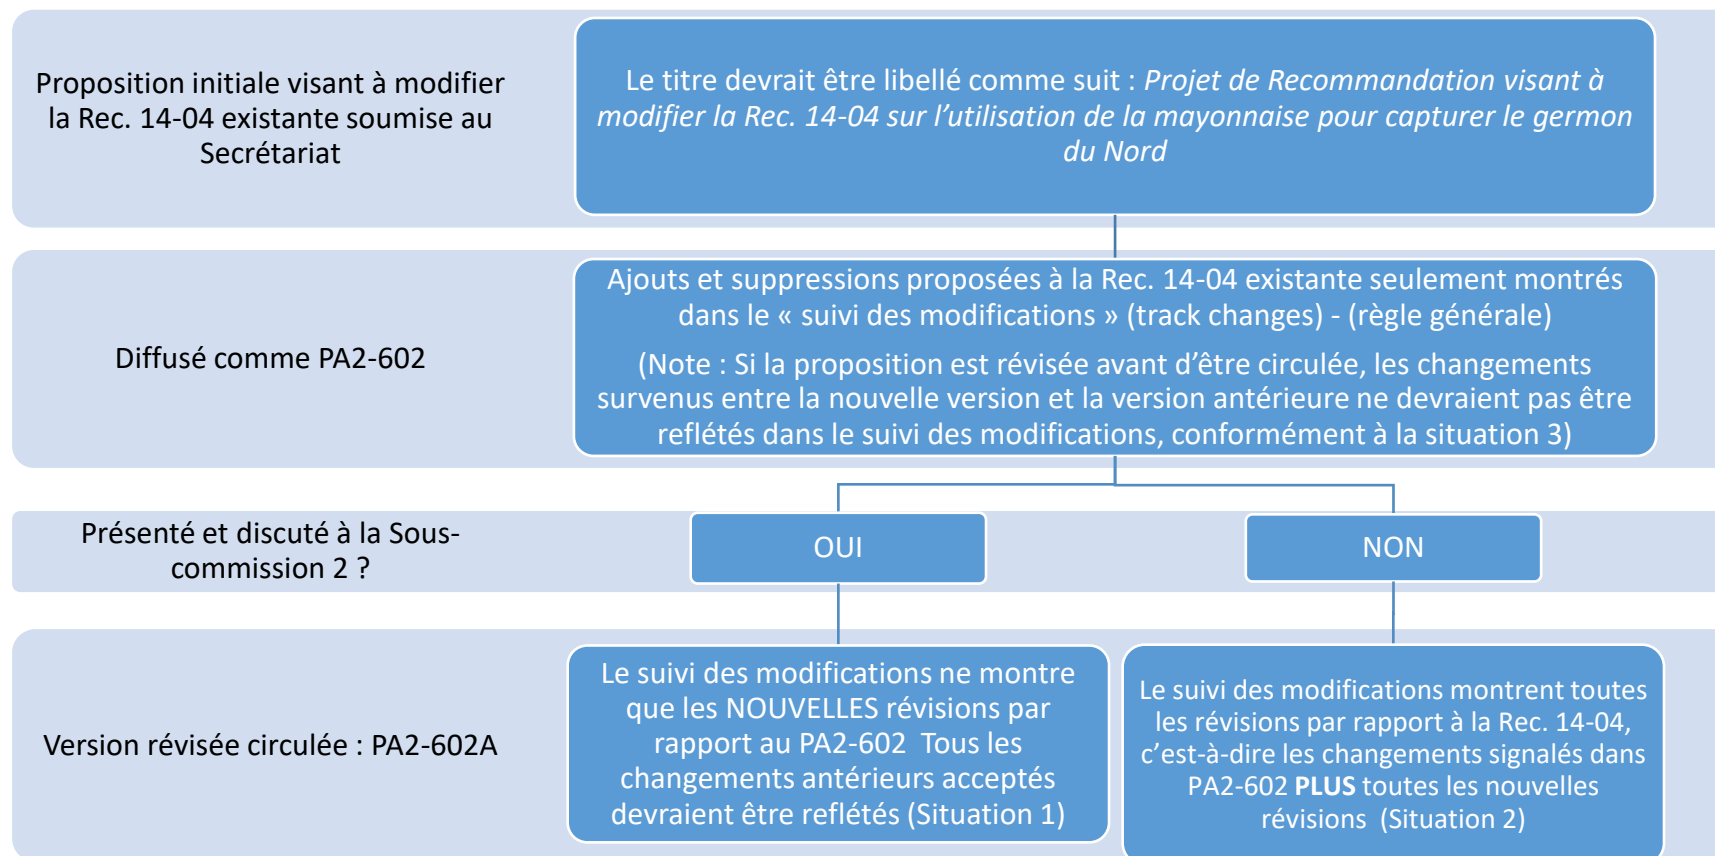 Proposition initiale visant à modifier
la Rec. 14-04 existante soumise au
Secrétariat
Le titre devrait être libellé comme suit : Projet de Recommandation visant à
modifier la Rec. 14-04 sur l’utilisation de la mayonnaise pour capturer le germon
du Nord
Diffusé comme PA2-602
Ajouts et suppressions proposées à la Rec. 14-04 existante seulement montrés
dans le « suivi des modifications » (track changes) - (règle générale)
(Note : Si la proposition est révisée avant d’être circulée, les changements
survenus entre la nouvelle version et la version antérieure ne devraient pas être
reflétés dans le suivi des modifications, conformément à la situation 3)
Présenté et discuté à la Sous-
commission 2 ?
OUI
NON
Version révisée circulée : PA2-602A
Le suivi des modifications ne montre
que les NOUVELLES révisions par
rapport au PA2-602 Tous les
changements antérieurs acceptés
devraient être reflétés (Situation 1)
Le suivi des modifications montrent toutes
les révisions par rapport à la Rec. 14-04,
c’est-à-dire les changements signalés dans
PA2-602 PLUS toutes les nouvelles
révisions (Situation 2)